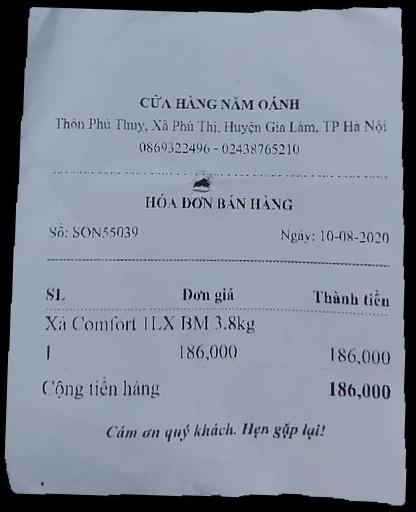 CỬA HÀNG NĂM OÁNH
Thôn Phú Thuỵ, Xã Phú Thị, Huyện Gia Lâm, TP Hà Nội
0869322496 - 02438765210
HÓA ĐƠN BÁN HÀNG
Số: SON55039 Ngày: 10-08-2020
SL Đơn giá Thành tiền
Xả Comfort 1LX BM 3.8kg
1 186,000 186,000
Cộng tiền hàng 186,000
Cám ơn quý khách. Hẹn gặp lại!